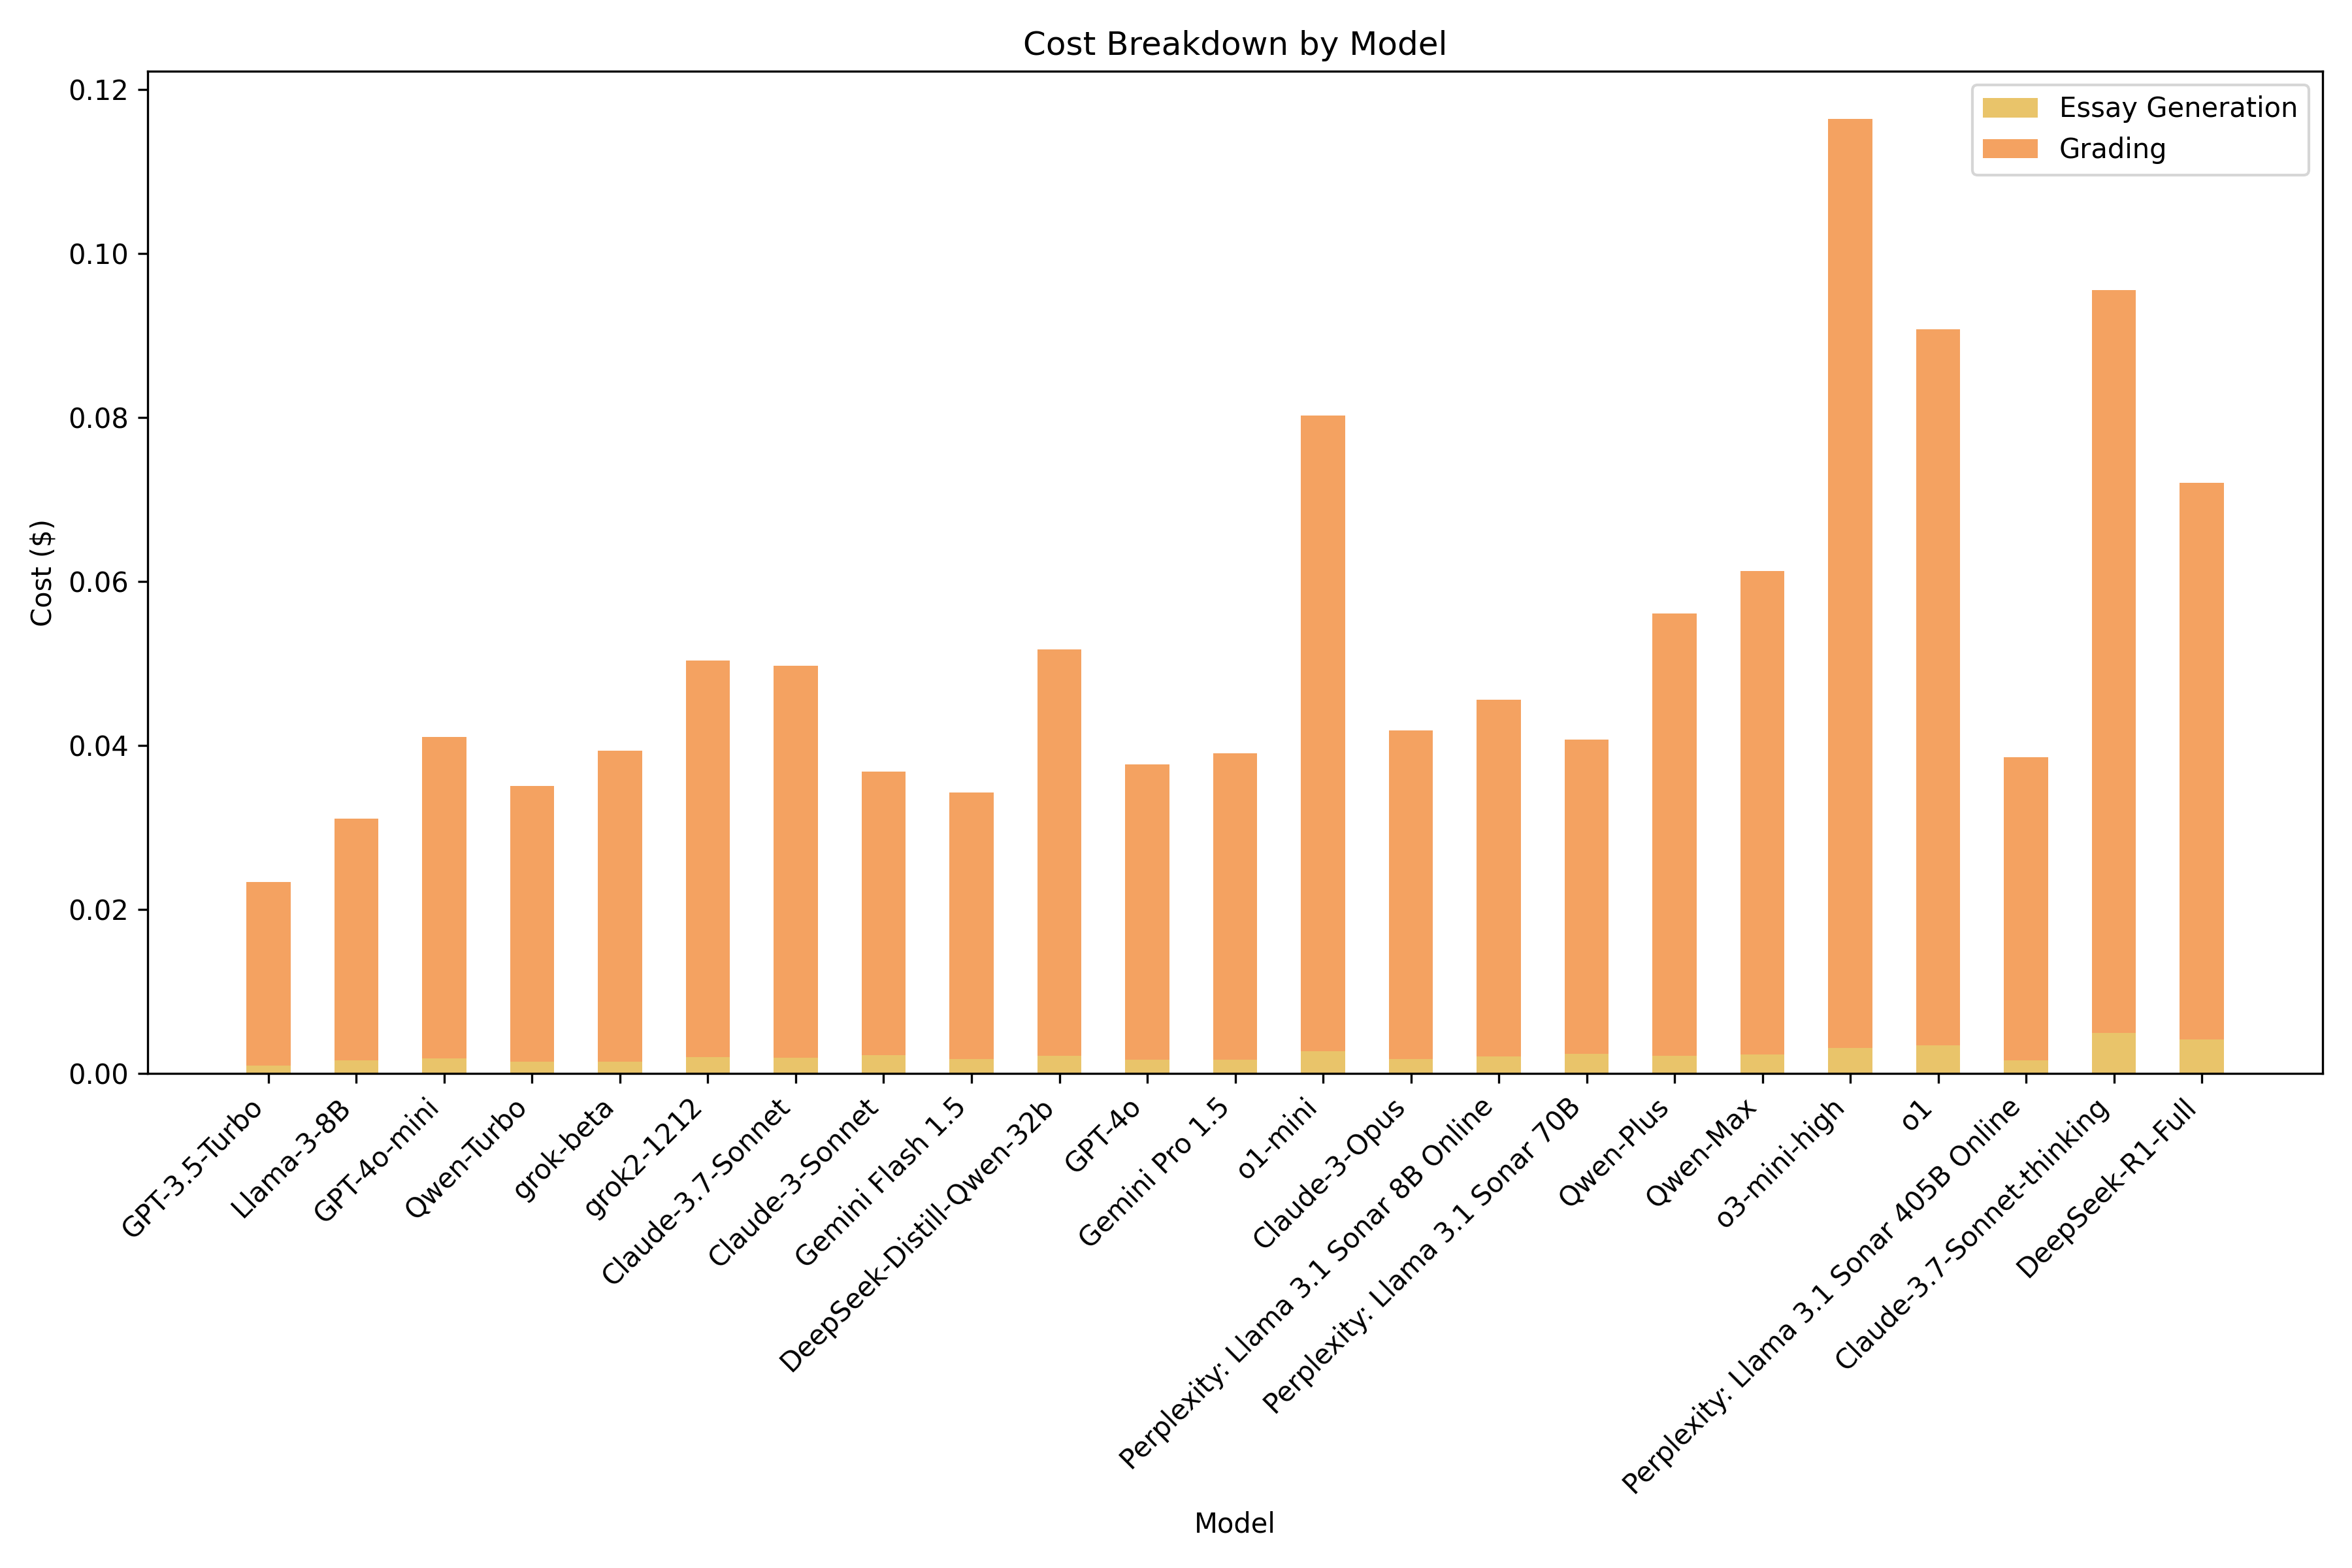 Cost Breakdown by Model
Essay Generation
Grading
Cost ($)
0.12
0.10
0.08
0.06
0.04
0.02
0.00
GPT-3.5-Turbo
Llama-3-8B
GPT-4o-mini
Qwen-Turbo
grok-beta
grok2-1212
Claude-3.7-Sonnet
Claude-3-Sonnet
Gemini Flash 1.5
DeepSeek-Distill-Qwen-32b
GPT-4o
Gemini Pro 1.5
o1-mini
Claude-3-Opus
Perplexity: Llama 3.1 Sonar 8B Online
Perplexity: Llama 3.1 Sonar 70B
Qwen-Plus
Qwen-Max
o3-mini-high
o1
Perplexity: Llama 3.1 Sonar 405B Online
Claude-3.7-Sonnet-thinking
DeepSeek-R1-Full
Model